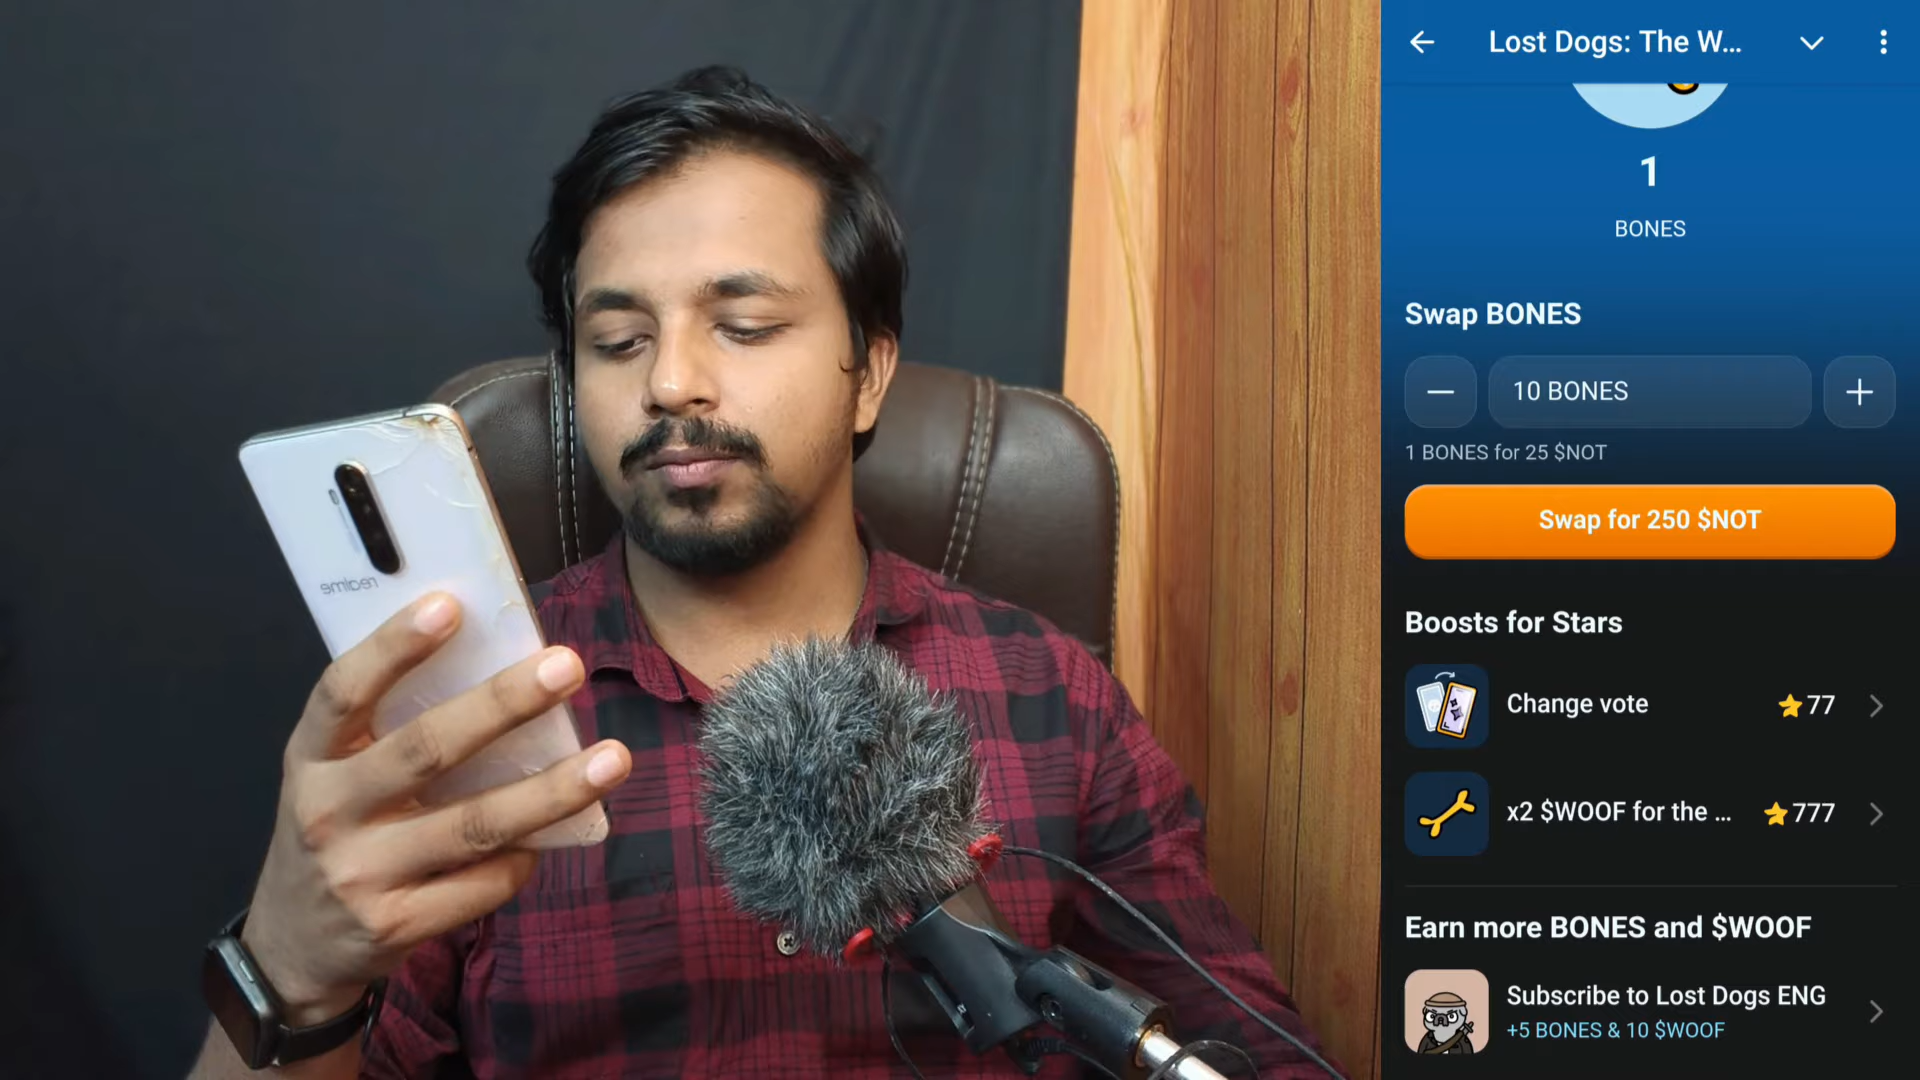 Lost Dogs: The W...
1
BONES
Swap BONES
10 BONES
1 BONES for 25 $NOT
Swap for 250 $NOT
Boosts for Stars
Change vote
77
x2 $WOOF for the ...
777
Earn more BONES and $WOOF
Subscribe to Lost Dogs ENG
+5 BONES & 10 $WOOF
realme